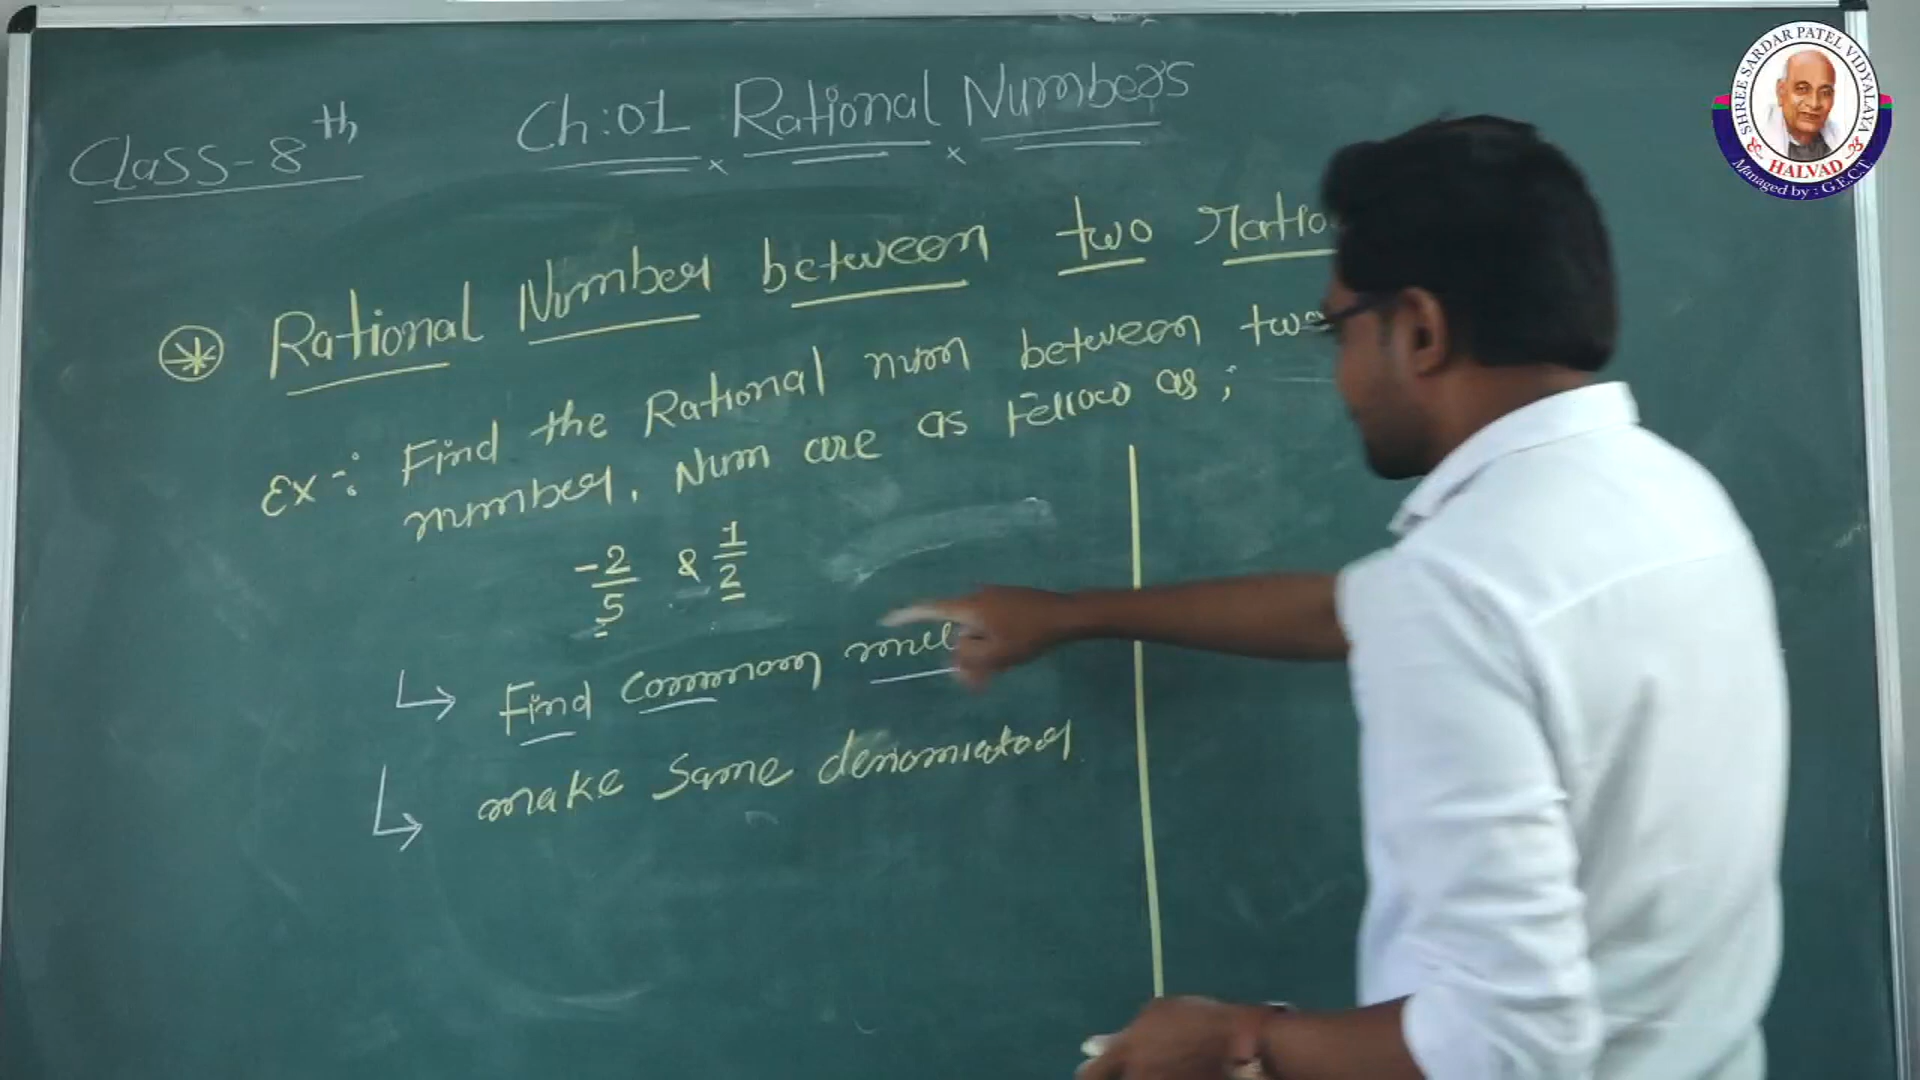 Class-8th
Ch:01 Rational Numbers
Rational Number between two ratio
Ex-: Find the Rational num between two
number. Num are as Fellow as ;
-2/5 & 1/2
↳ Find common mul
↳ make same denomiator
SHREE SARDAR PATEL VIDYALAYA
HALVAD
Managed by : G.E.C.T.